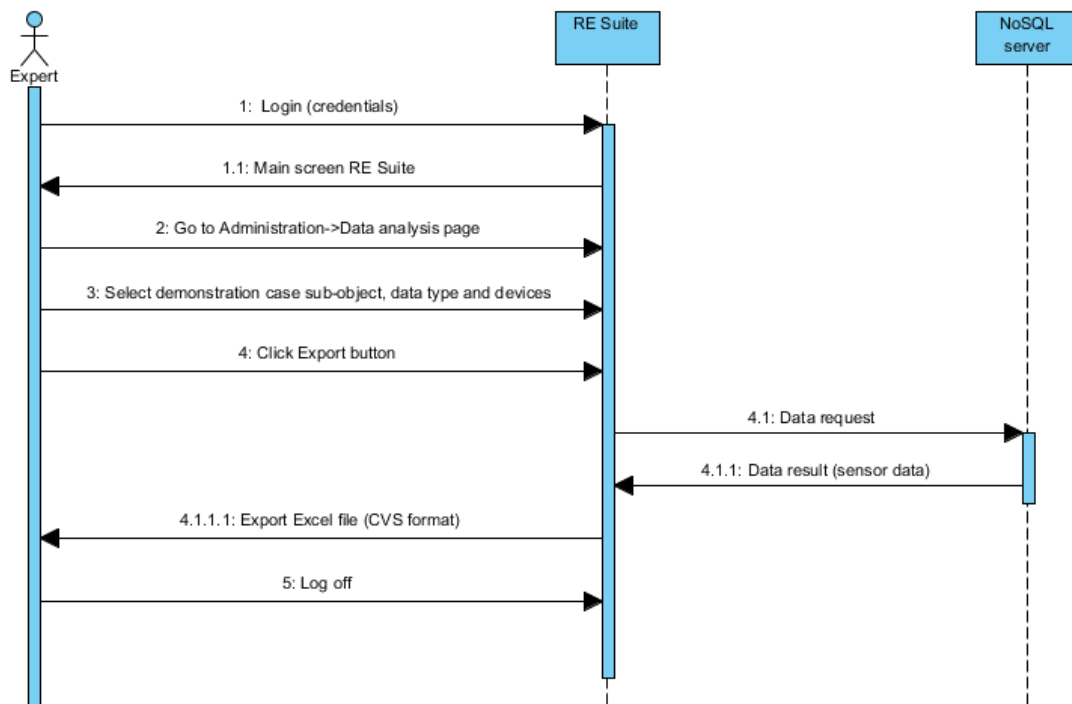 RE Suite
NoSQL
server
Expert
1: Login (credentials)
1.1: Main screen RE Suite
2: Go to Administration->Data analysis page
3: Select demonstration case sub-object, data type and devices
4: Click Export button
4.1: Data request
4.1.1: Data result (sensor data)
4.1.1.1: Export Excel file (CVS format)
5: Log off